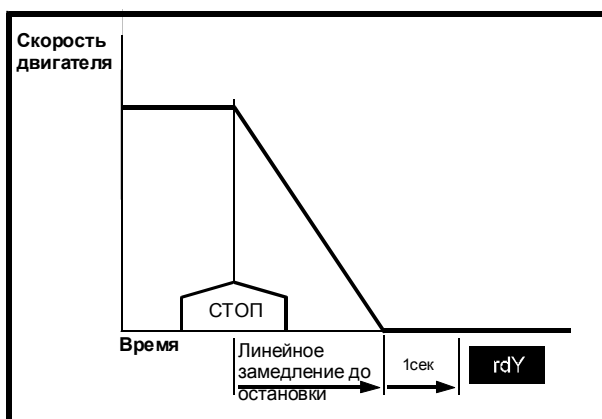 Скорость
двигателя
СТОП
Время
Линейное
замедление до
остановки
1сек
rdY